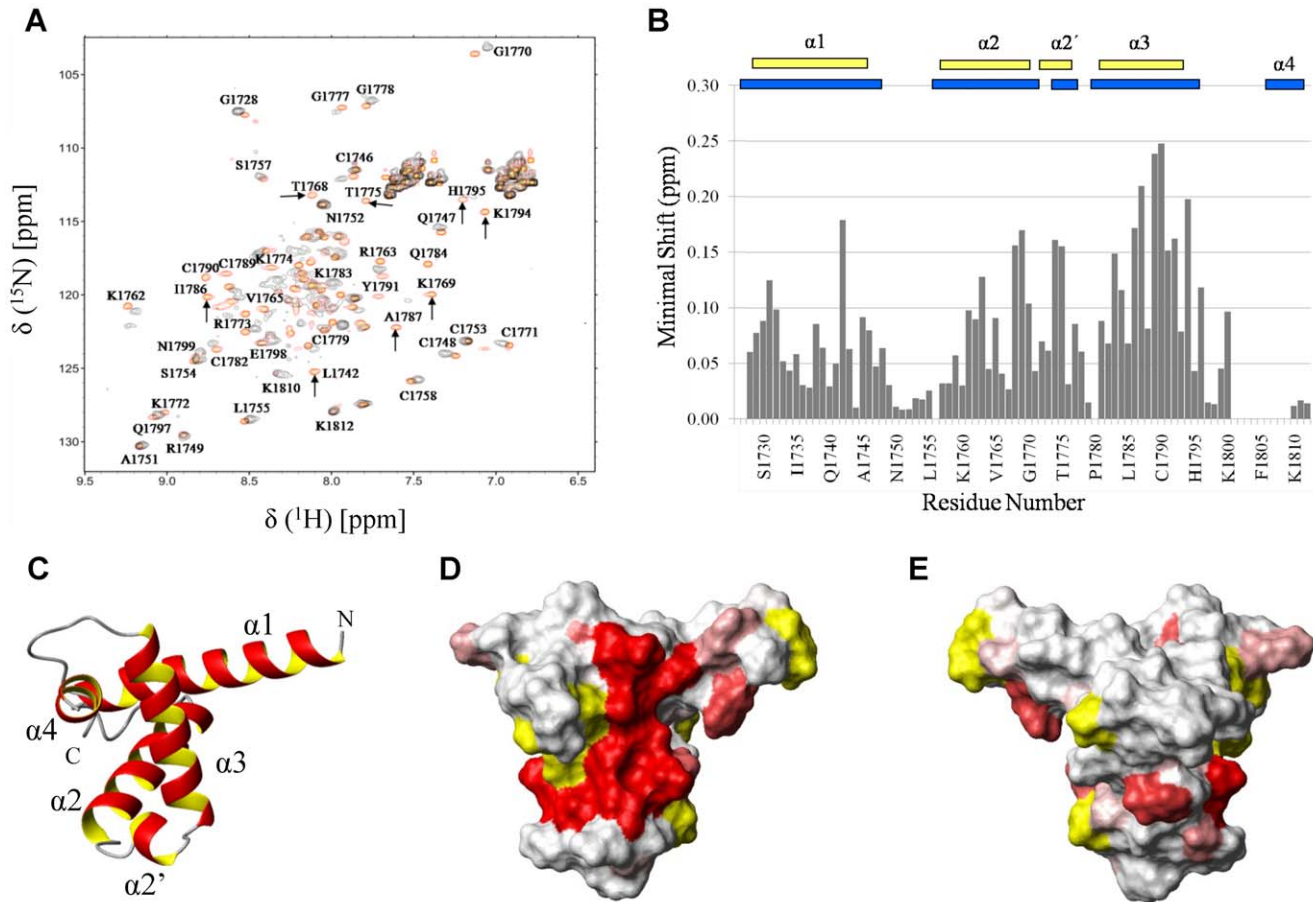 A
105
110
115
120
125
130
9.5 9.0 8.5 8.0 7.5 7.0 6.5
δ (¹⁵N) [ppm]
δ (¹H) [ppm]
G1770
G1728
G1777
G1778
S1757
C1746
T1768
T1775
H1795
N1752
K1794
Q1747
C1790
C1789
K1774
R1763
Q1784
K1783
I1786
K1769
K1762
V1765
Y1791
R1773
A1787
N1799
C1779
C1753
C1771
E1798
C1748
S1754
C1782
K1810
L1742
C1758
K1772
L1755
Q1797
K1812
R1749
A1751
B
α1 α2 α2´ α3
α4
Minimal Shift (ppm)
0.30
0.25
0.20
0.15
0.10
0.05
0.00
S1730 I1735 Q1740 A1745 N1750 L1755 K1760 V1765 G1770 T1775 P1780 L1785 C1790 H1795 K1800 F1805 K1810
Residue Number
C
N
α1
α4
C
α3
α2
α2’
D
E